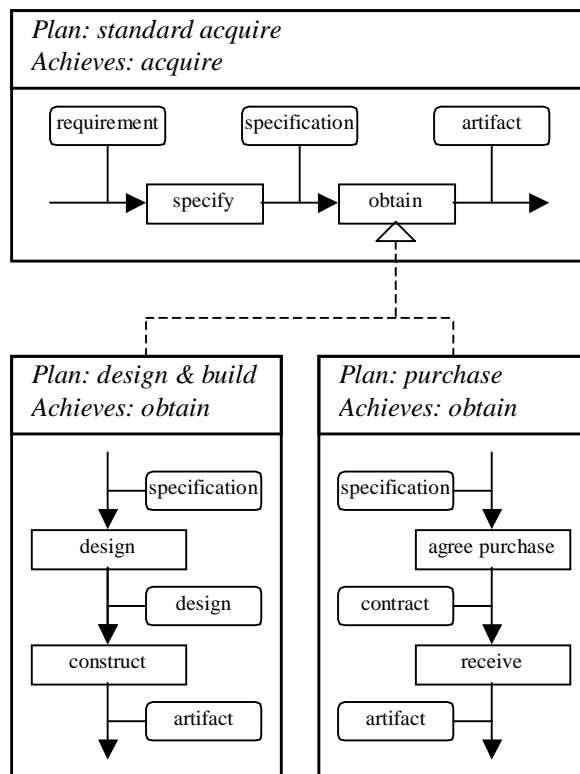 Plan: standard acquire
Achieves: acquire
requirement
specification
artifact
specify
obtain
Plan: design & build
Achieves: obtain
specification
design
design
construct
artifact
Plan: purchase
Achieves: obtain
specification
agree purchase
contract
receive
artifact